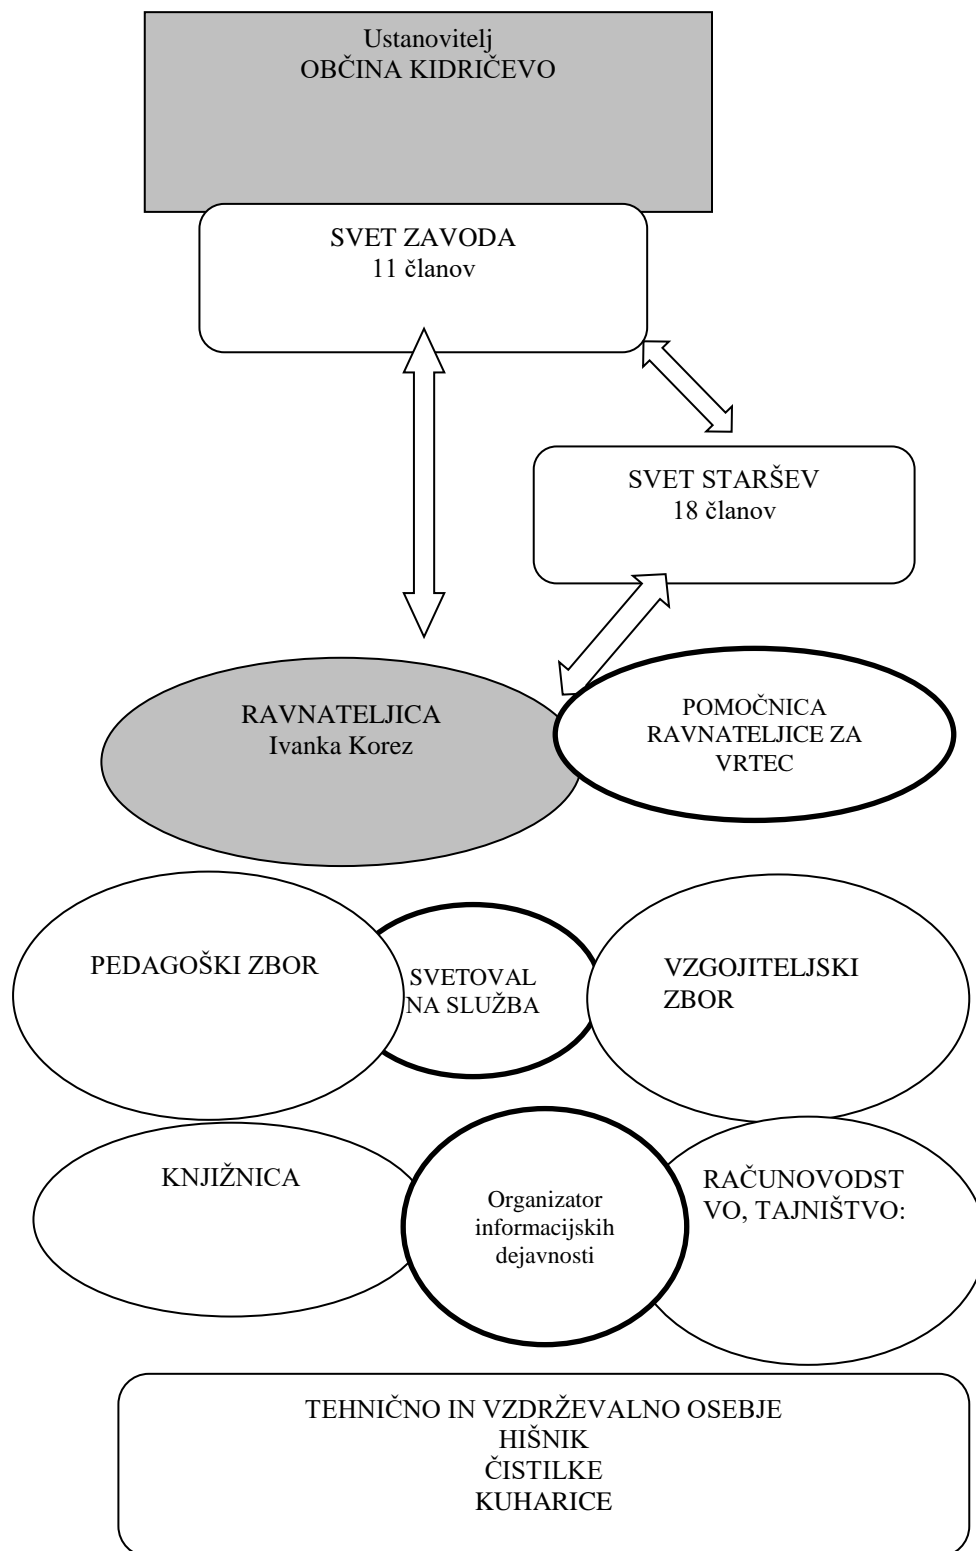 Ustanovitelj
OBČINA KIDRIČEVO
SVET ZAVODA
11 članov
SVET STARŠEV
18 članov
RAVNATELJICA
Ivanka Korez
POMOČNICA
RAVNATELJICE ZA
VRTEC
PEDAGOŠKI ZBOR
SVETOVAL
NA SLUŽBA
VZGOJITELJSKI
ZBOR
KNJIŽNICA
Organizator
informacijskih
dejavnosti
RAČUNOVODST
VO, TAJNIŠTVO:
TEHNIČNO IN VZDRŽEVALNO OSEBJE
HIŠNIK
ČISTILKE
KUHARICE